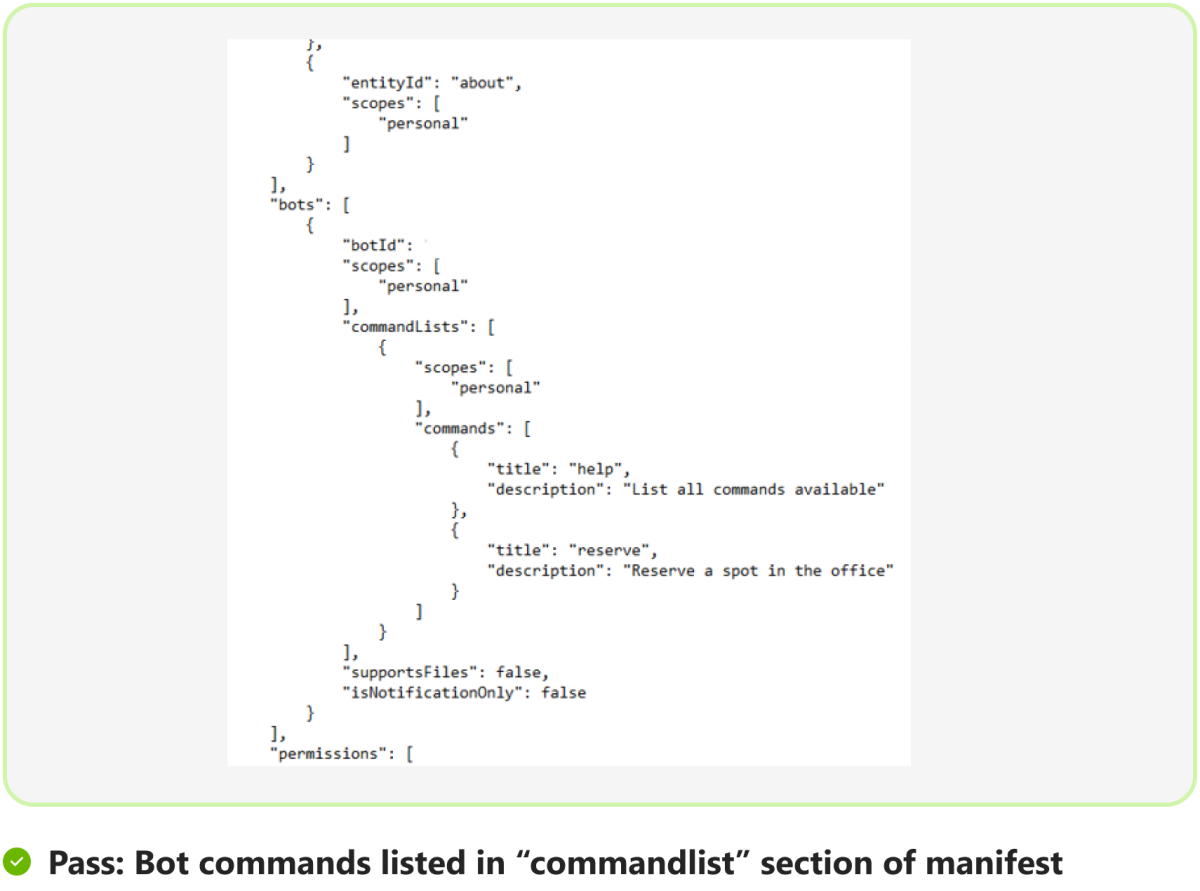 },
{
"entityId": "about",
"scopes": [
"personal"
]
}
],
"bots": [
{
"botId":
"scopes": [
"personal"
],
"commandLists": [
{
"scopes": [
"personal"
],
"commands": [
{
"title": "help",
"description": "List all commands available"
},
{
"title": "reserve",
"description": "Reserve a spot in the office"
}
]
}
],
"supportsFiles": false,
"isNotificationOnly": false
}
],
"permissions": [
Pass: Bot commands listed in “commandlist” section of manifest